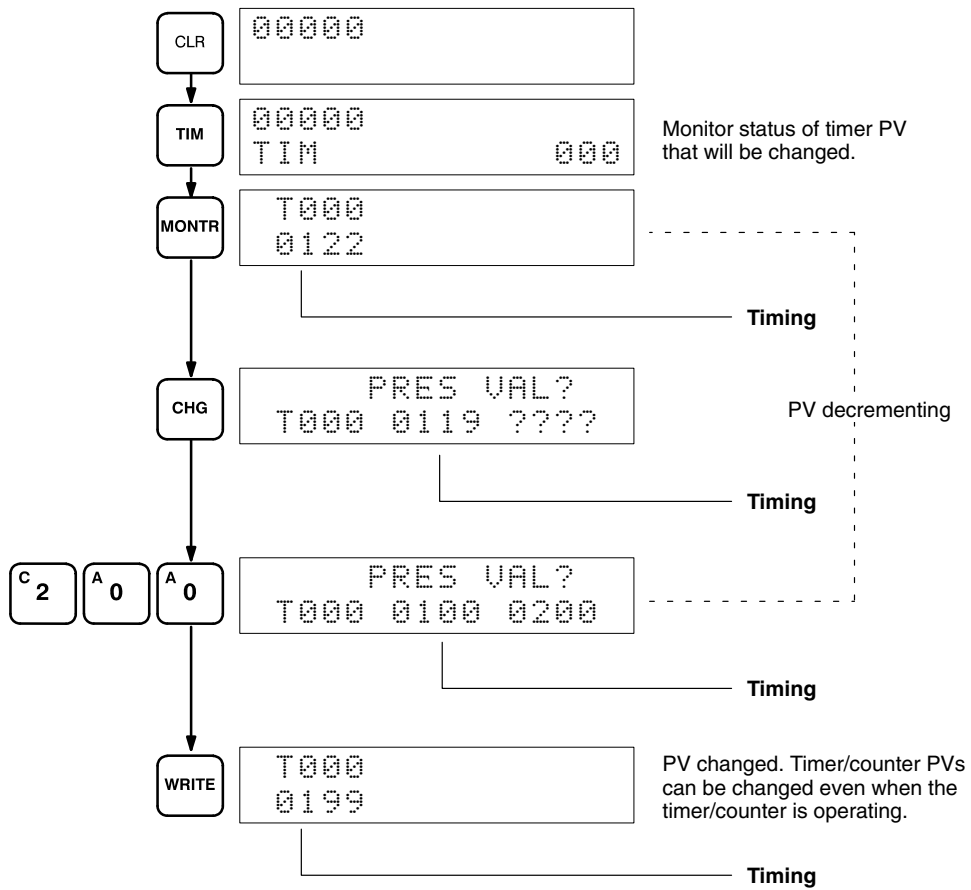 CLR
00000
TIM
00000
TIM 000
Monitor status of timer PV
that will be changed.
MONTR
T000
0122
Timing
CHG
PRES VAL?
T000 0119 ????
PV decrementing
Timing
C 2 A 0 A 0
PRES VAL?
T000 0100 0200
Timing
WRITE
T000
0199
PV changed. Timer/counter PVs
can be changed even when the
timer/counter is operating.
Timing